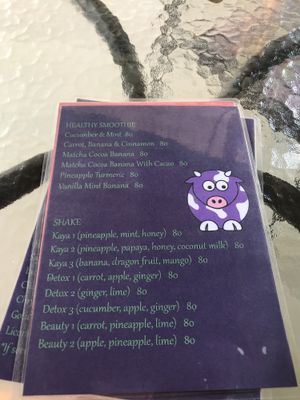 HEALTHY SMOOTHIE
Cucumber & Mint 80
Carrot, Banana & Cinnamon 80
Matcha Cocoa Banana 80
Matcha Cocoa Banana With Cacao 80
Pineapple Turmeric 80
Vanilla Mint Banana 80
SHAKE
Kaya 1 (pineapple, mint, honey) 80
Kaya 2 (pineapple, papaya, honey, coconut milk) 80
Kaya 3 (banana, dragon fruit, mango) 80
Detox 1 (carrot, apple, ginger) 80
Detox 2 (ginger, lime) 80
Detox 3 (cucumber, apple, ginger) 80
Beauty 1 (carrot, pineapple, lime) 80
Beauty 2 (apple, pineapple, lime) 80